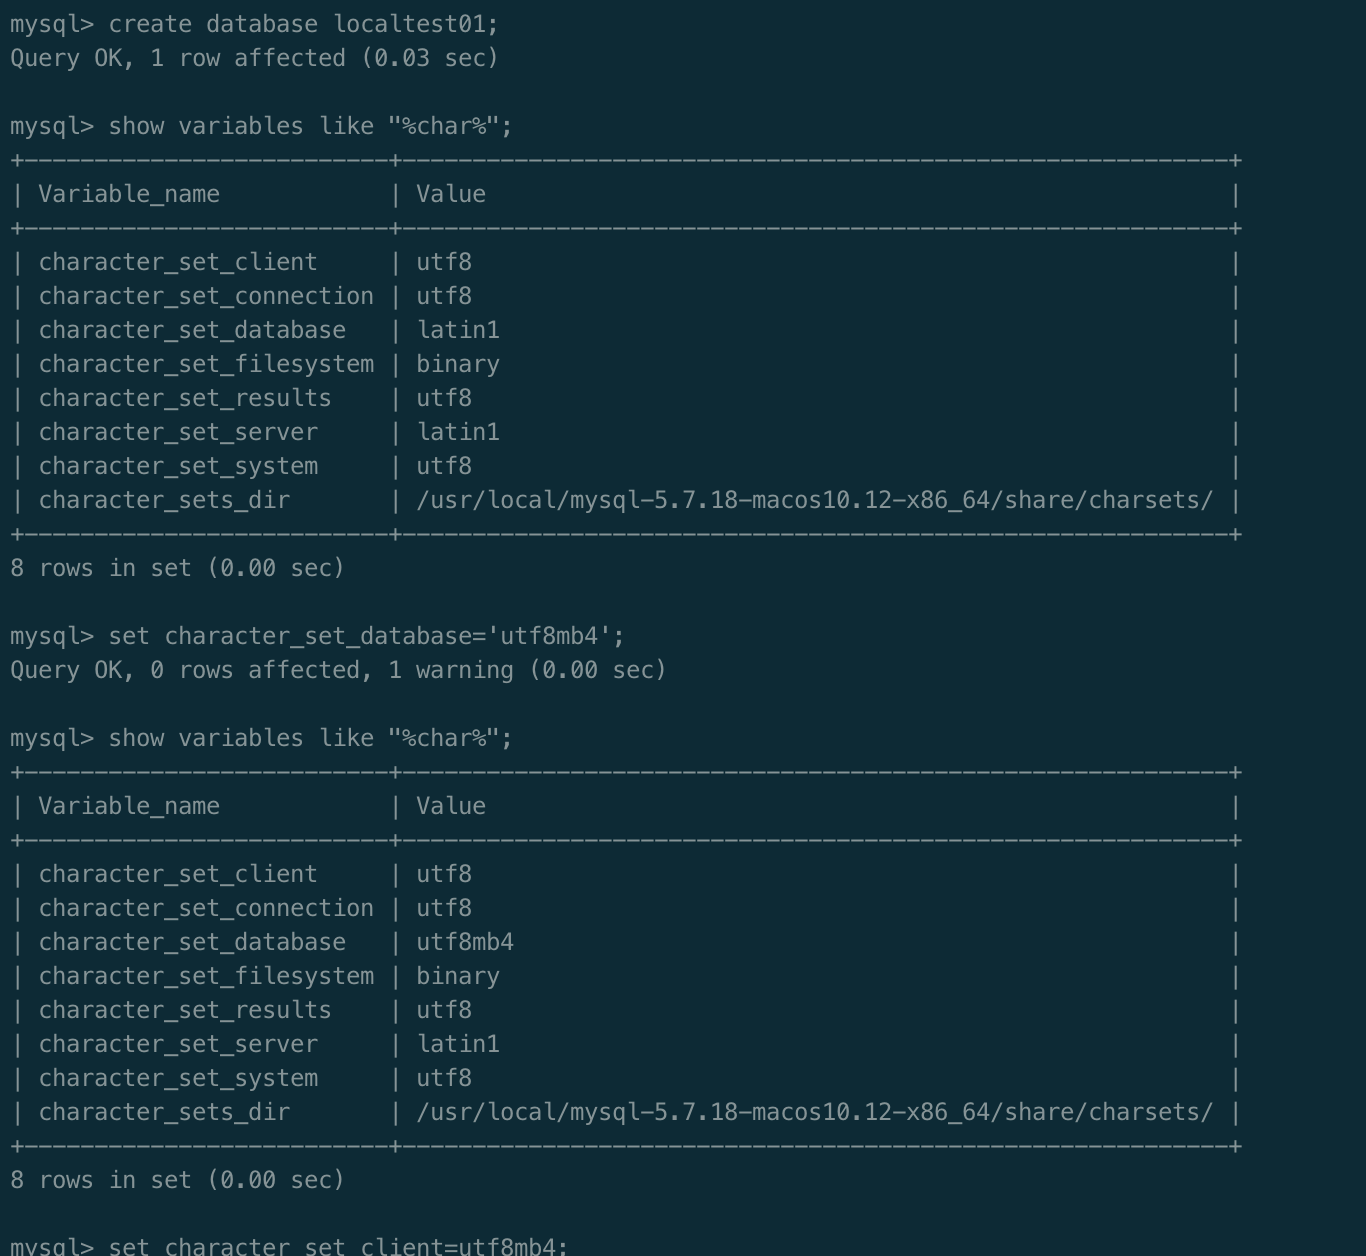 mysql> create database localtest01;
Query OK, 1 row affected (0.03 sec)
mysql> show variables like "%char%";
+--------------------------+-----------------------------------------------------------+
| Variable_name            | Value                                                     |
+--------------------------+-----------------------------------------------------------+
| character_set_client     | utf8                                                      |
| character_set_connection | utf8                                                      |
| character_set_database   | latin1                                                    |
| character_set_filesystem | binary                                                    |
| character_set_results    | utf8                                                      |
| character_set_server     | latin1                                                    |
| character_set_system     | utf8                                                      |
| character_sets_dir       | /usr/local/mysql-5.7.18-macos10.12-x86_64/share/charsets/ |
+--------------------------+-----------------------------------------------------------+
8 rows in set (0.00 sec)
mysql> set character_set_database='utf8mb4';
Query OK, 0 rows affected, 1 warning (0.00 sec)
mysql> show variables like "%char%";
+--------------------------+-----------------------------------------------------------+
| Variable_name            | Value                                                     |
+--------------------------+-----------------------------------------------------------+
| character_set_client     | utf8                                                      |
| character_set_connection | utf8                                                      |
| character_set_database   | utf8mb4                                                   |
| character_set_filesystem | binary                                                    |
| character_set_results    | utf8                                                      |
| character_set_server     | latin1                                                    |
| character_set_system     | utf8                                                      |
| character_sets_dir       | /usr/local/mysql-5.7.18-macos10.12-x86_64/share/charsets/ |
+--------------------------+-----------------------------------------------------------+
8 rows in set (0.00 sec)
mysql> set character_set_client=utf8mb4;